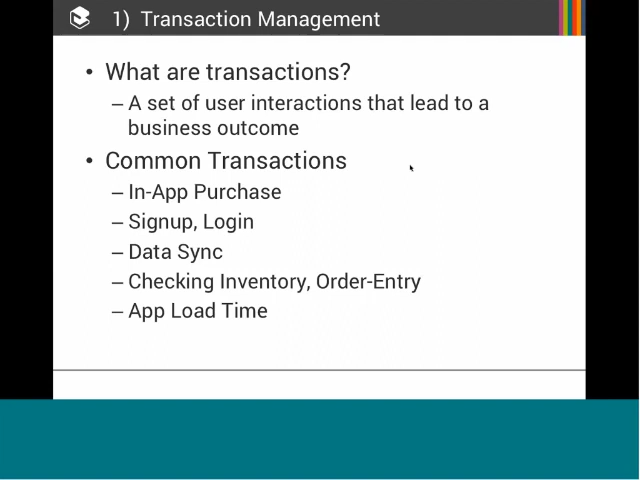 1) Transaction Management
• What are transactions?
– A set of user interactions that lead to a
business outcome
• Common Transactions
– In-App Purchase
– Signup, Login
– Data Sync
– Checking Inventory, Order-Entry
– App Load Time